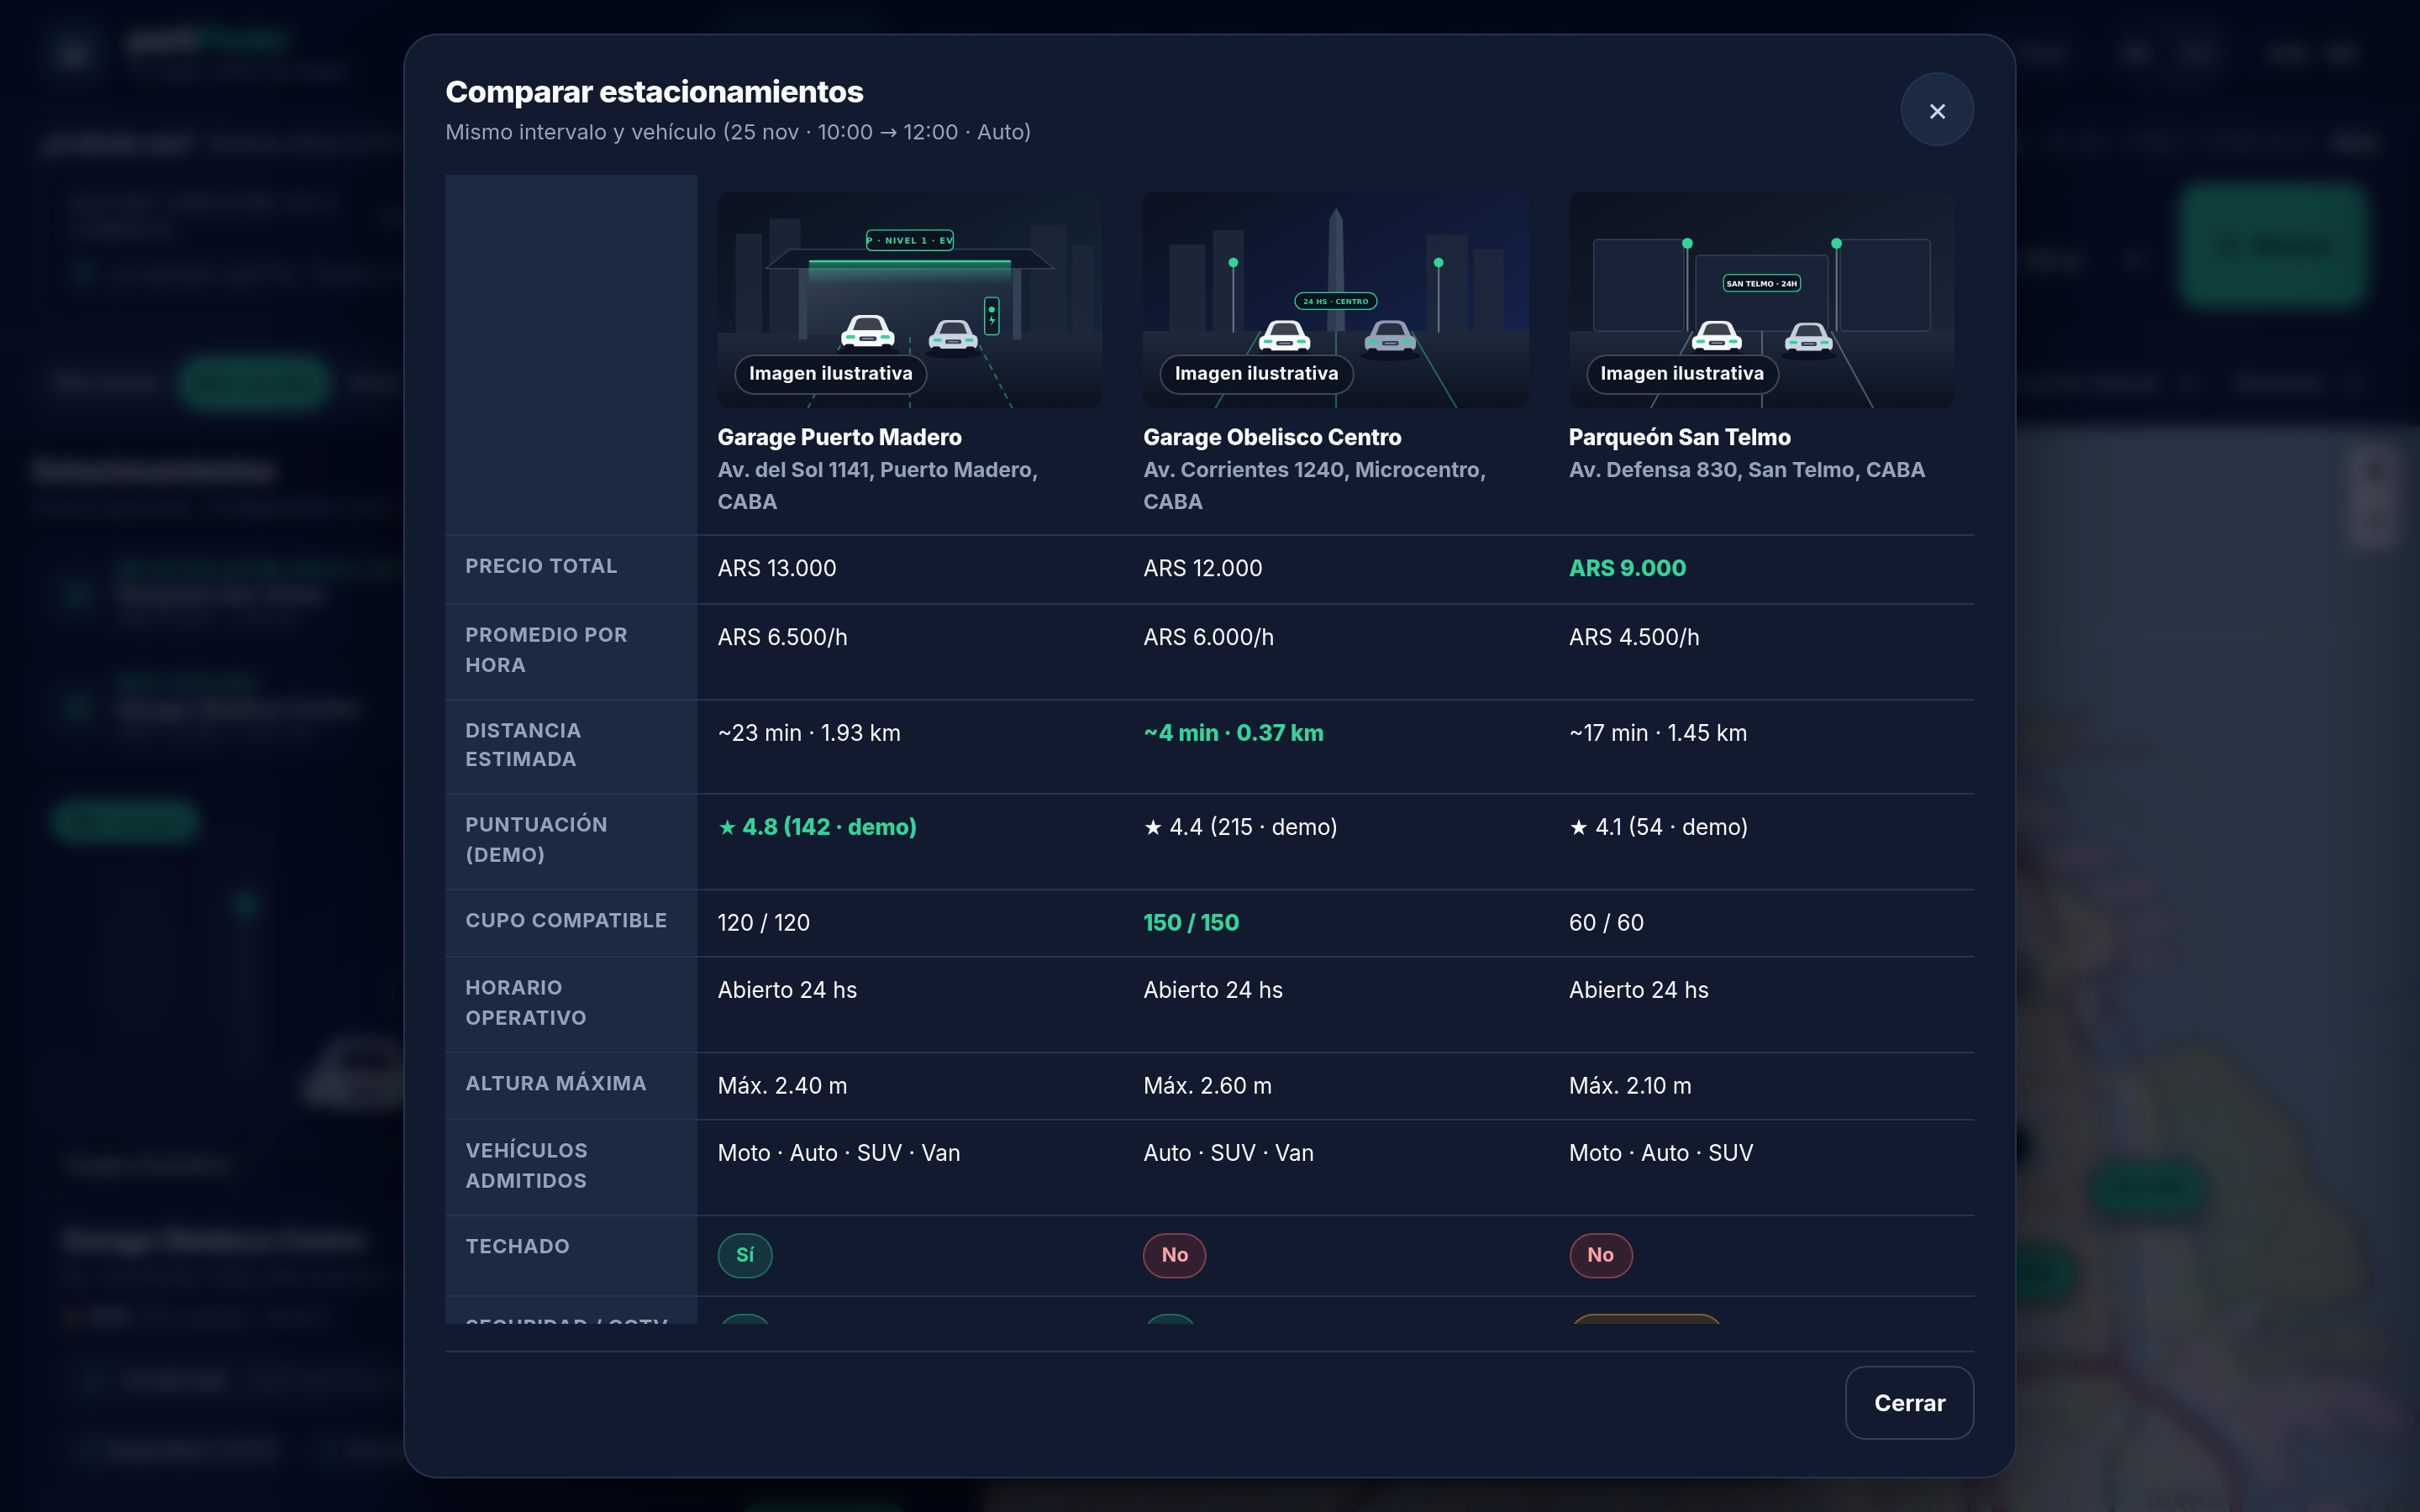 Comparar estacionamientos
Mismo intervalo y vehículo (25 nov · 10:00 → 12:00 · Auto)
×
P · NIVEL 1 · EV
24 HS · CENTRO
SAN TELMO · 24H
Imagen ilustrativa
Imagen ilustrativa
Imagen ilustrativa
Garage Puerto Madero
Av. del Sol 1141, Puerto Madero,
CABA
Garage Obelisco Centro
Av. Corrientes 1240, Microcentro,
CABA
Parqueón San Telmo
Av. Defensa 830, San Telmo, CABA
PRECIO TOTAL
ARS 13.000
ARS 12.000
ARS 9.000
PROMEDIO POR
HORA
ARS 6.500/h
ARS 6.000/h
ARS 4.500/h
DISTANCIA
ESTIMADA
~23 min · 1.93 km
~4 min · 0.37 km
~17 min · 1.45 km
PUNTUACIÓN
(DEMO)
★ 4.8 (142 · demo)
★ 4.4 (215 · demo)
★ 4.1 (54 · demo)
CUPO COMPATIBLE
120 / 120
150 / 150
60 / 60
HORARIO
OPERATIVO
Abierto 24 hs
Abierto 24 hs
Abierto 24 hs
ALTURA MÁXIMA
Máx. 2.40 m
Máx. 2.60 m
Máx. 2.10 m
VEHÍCULOS
ADMITIDOS
Moto · Auto · SUV · Van
Auto · SUV · Van
Moto · Auto · SUV
TECHADO
Sí
No
No
SEGURIDAD / CCTV
Cerrar